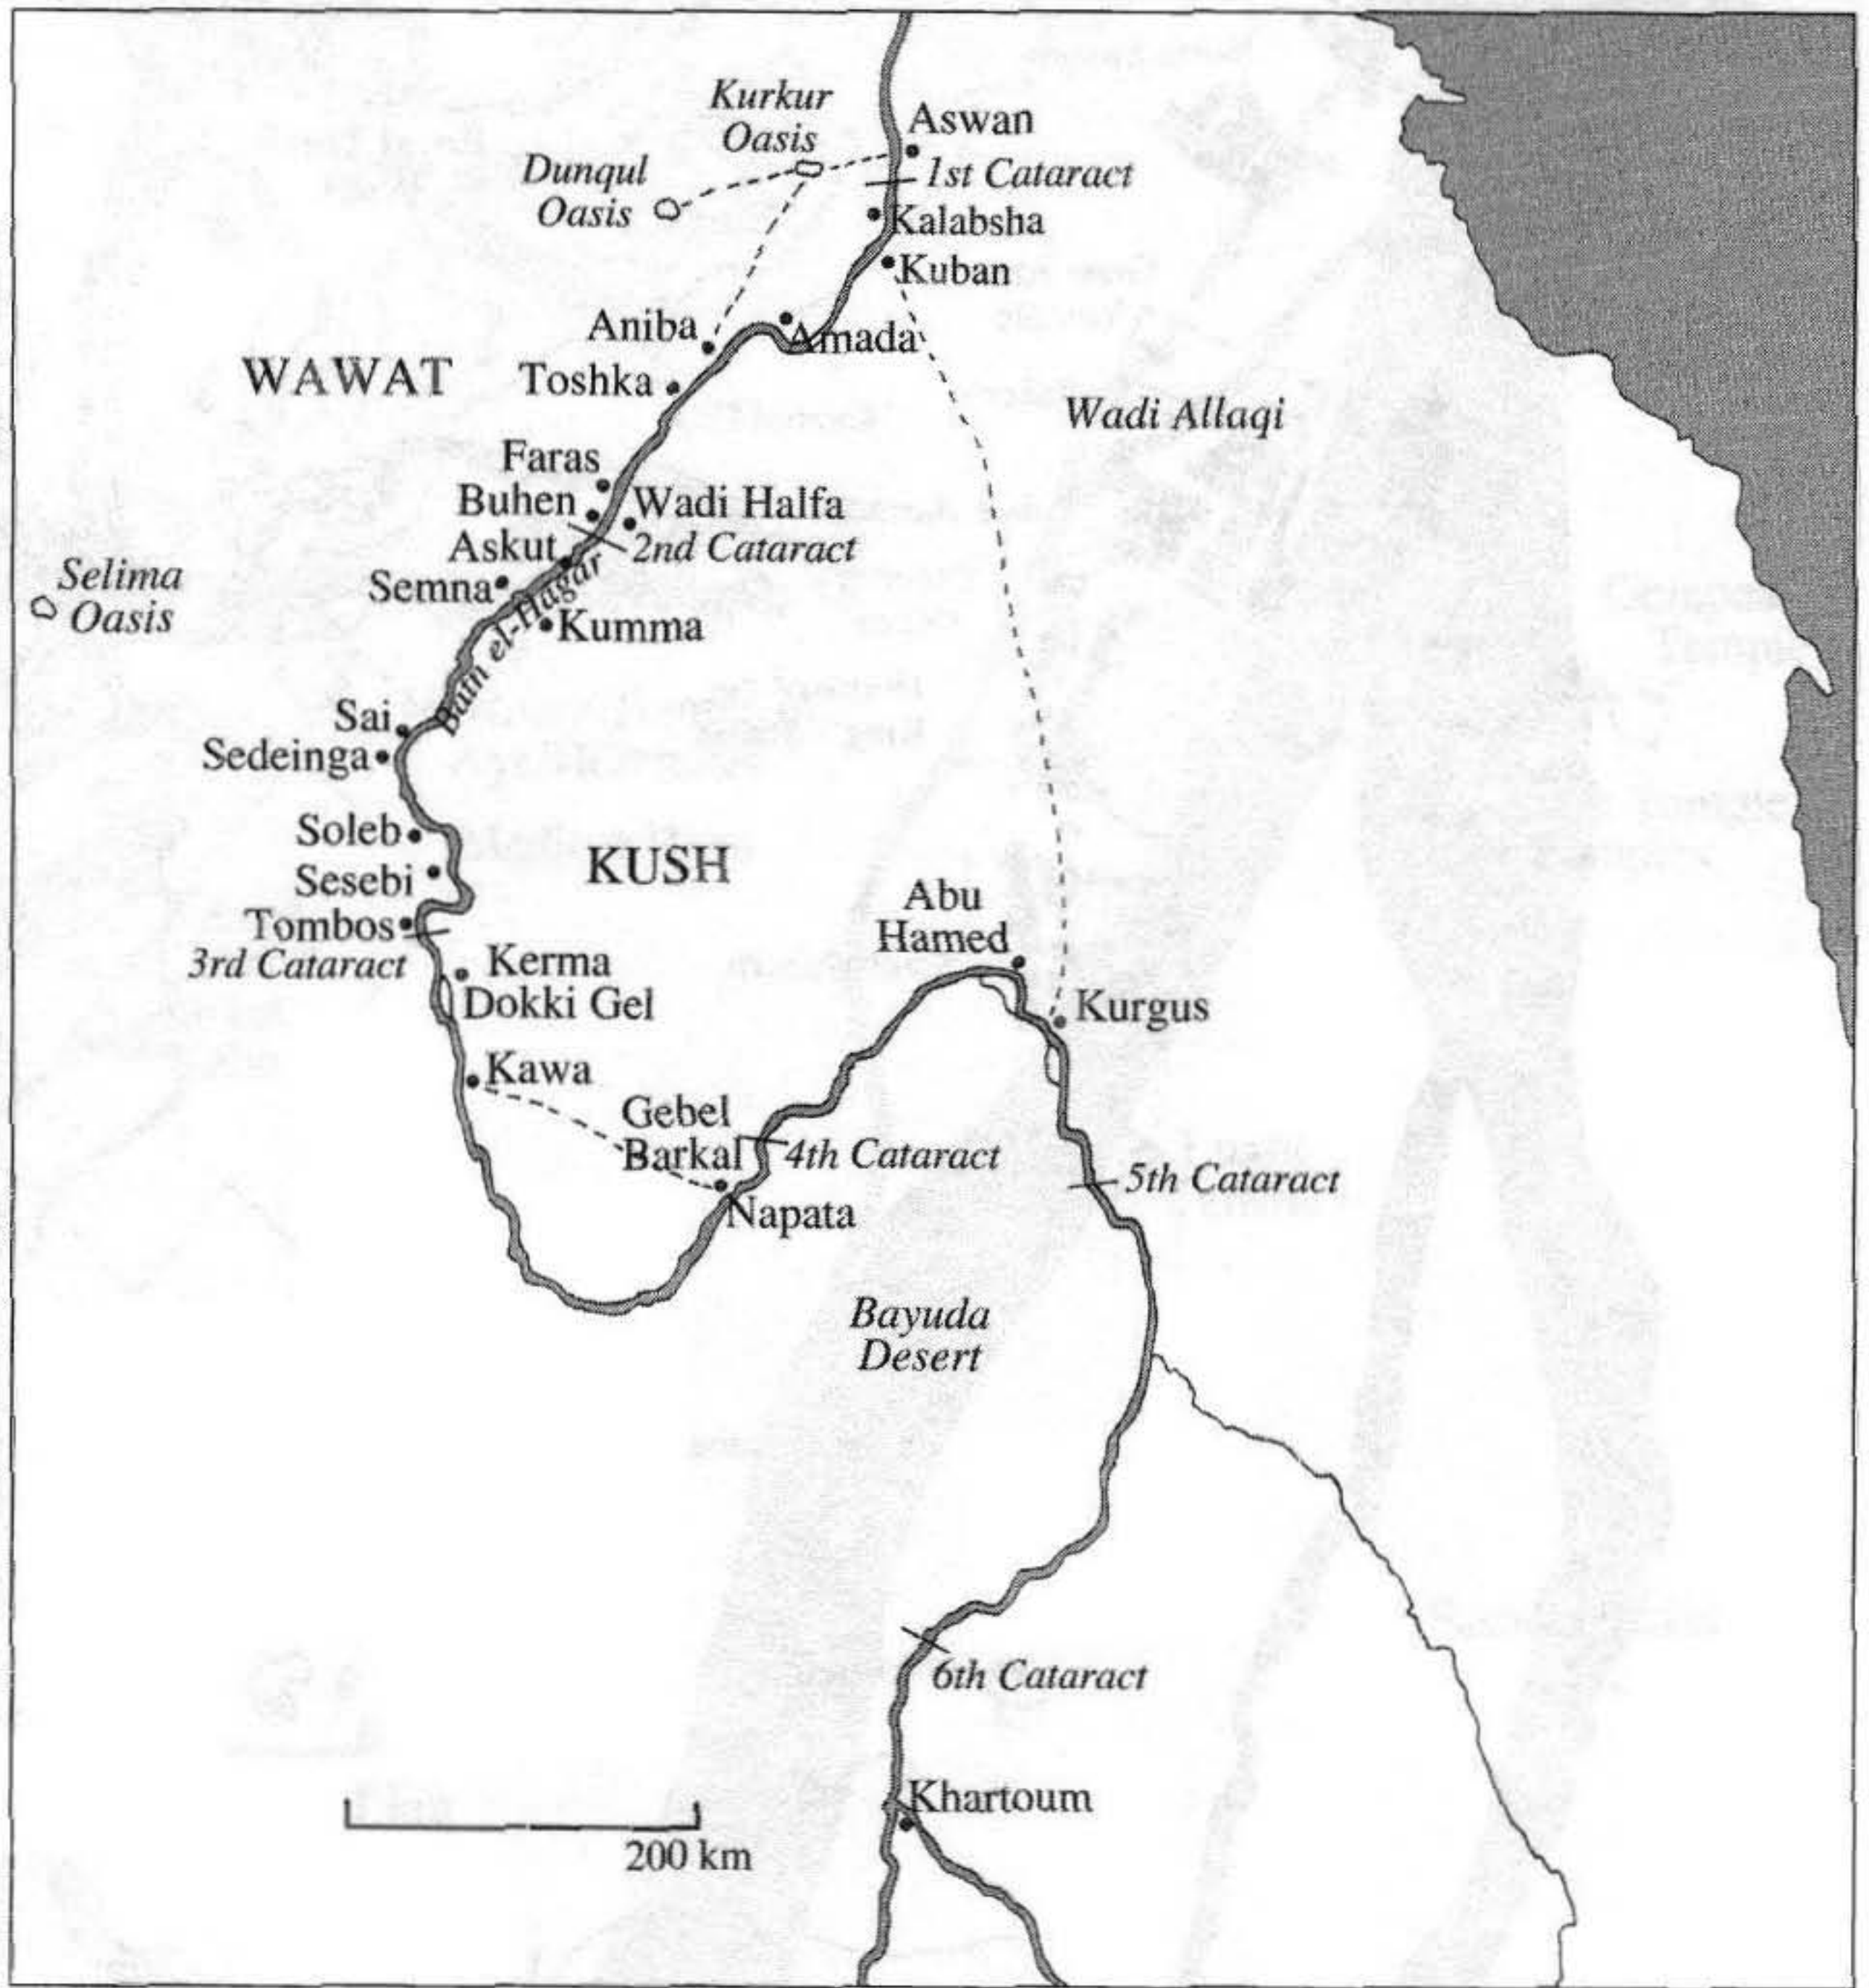 Kurkur
Oasis
Aswan
Dunqul
Oasis
1st Cataract
Kalabsha
Kuban
Aniba
Amada
WAWAT
Toshka
Wadi Allaqi
Faras
Buhen
Wadi Halfa
Askut
2nd Cataract
Selima
Oasis
Semna
Batn el-Hagar
Kumma
Sai
Sedeinga
Soleb
KUSH
Sesebi
Abu
Hamed
Tombos
3rd Cataract
Kerma
Dokki Gel
Kurgus
Kawa
Gebel
Barkal
4th Cataract
5th Cataract
Napata
Bayuda
Desert
6th Cataract
Khartoum
200 km